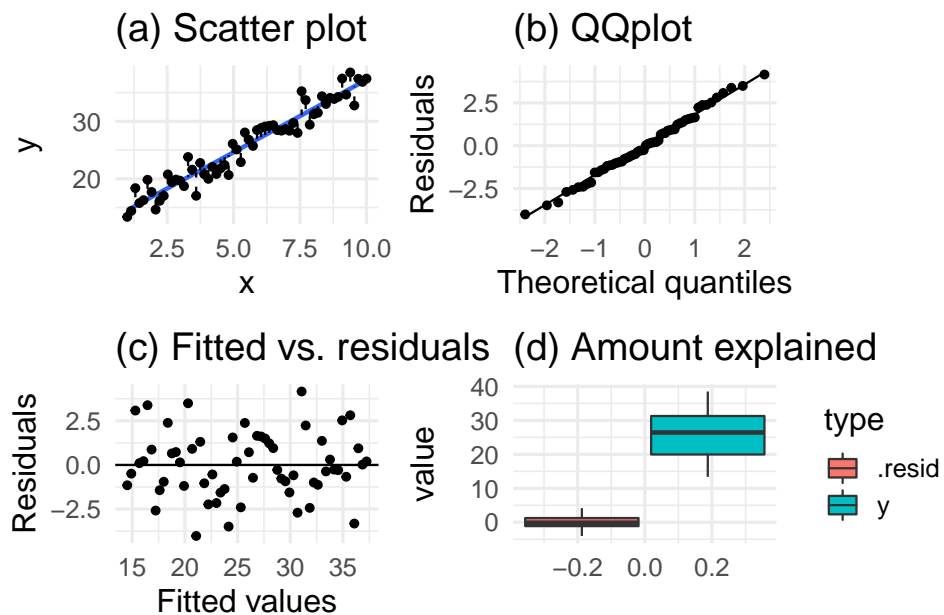 (a) Scatter plot
y
30
20
2.5 5.0 7.5 10.0
x
(b) QQplot
Residuals
2.5
0.0
−2.5
−2 −1 0 1 2
Theoretical quantiles
(c) Fitted vs. residuals
Residuals
2.5
0.0
−2.5
15 20 25 30 35
Fitted values
(d) Amount explained
value
40
30
20
10
0
−0.2 0.0 0.2
type
.resid
y